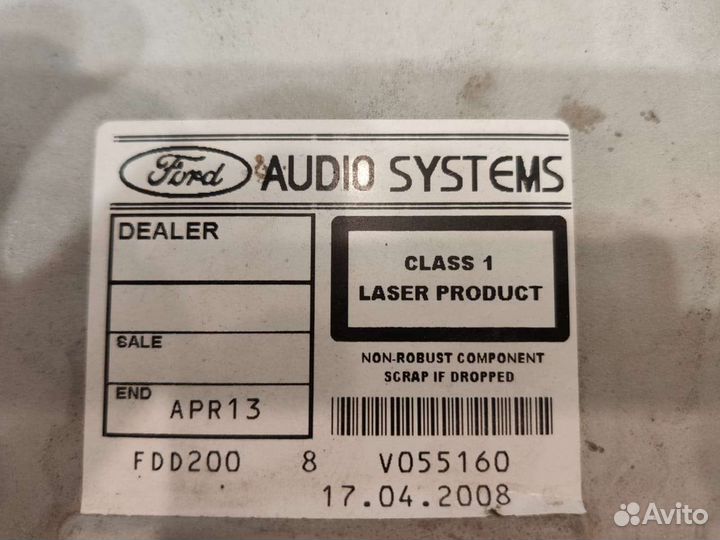 Ford AUDIO SYSTEMS
DEALER
SALE
END APR13
CLASS 1
LASER PRODUCT
NON-ROBUST COMPONENT
SCRAP IF DROPPED
FDD200 8 V055160
17.04.2008
Avito